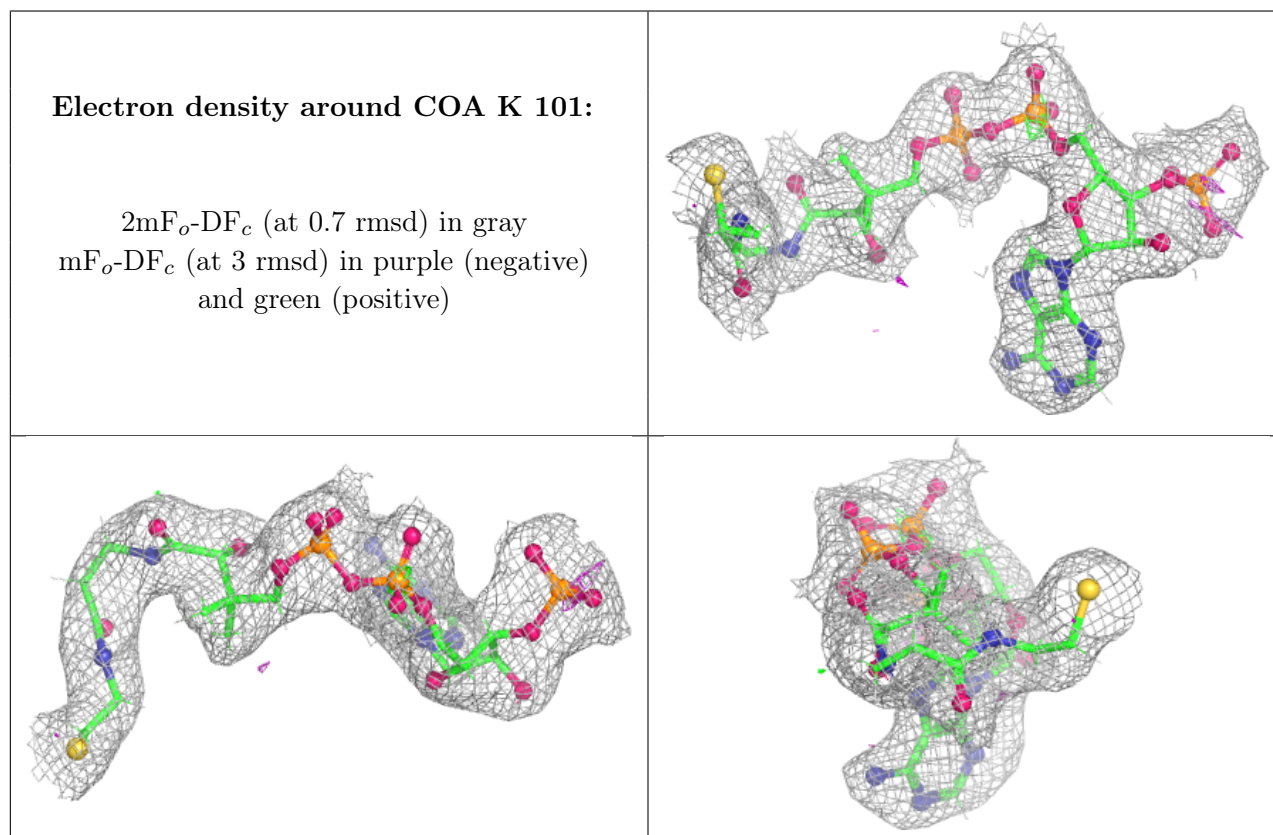 Electron density around COA K 101:
2mFₒ-DF𝒸 (at 0.7 rmsd) in gray
mFₒ-DF𝒸 (at 3 rmsd) in purple (negative)
and green (positive)